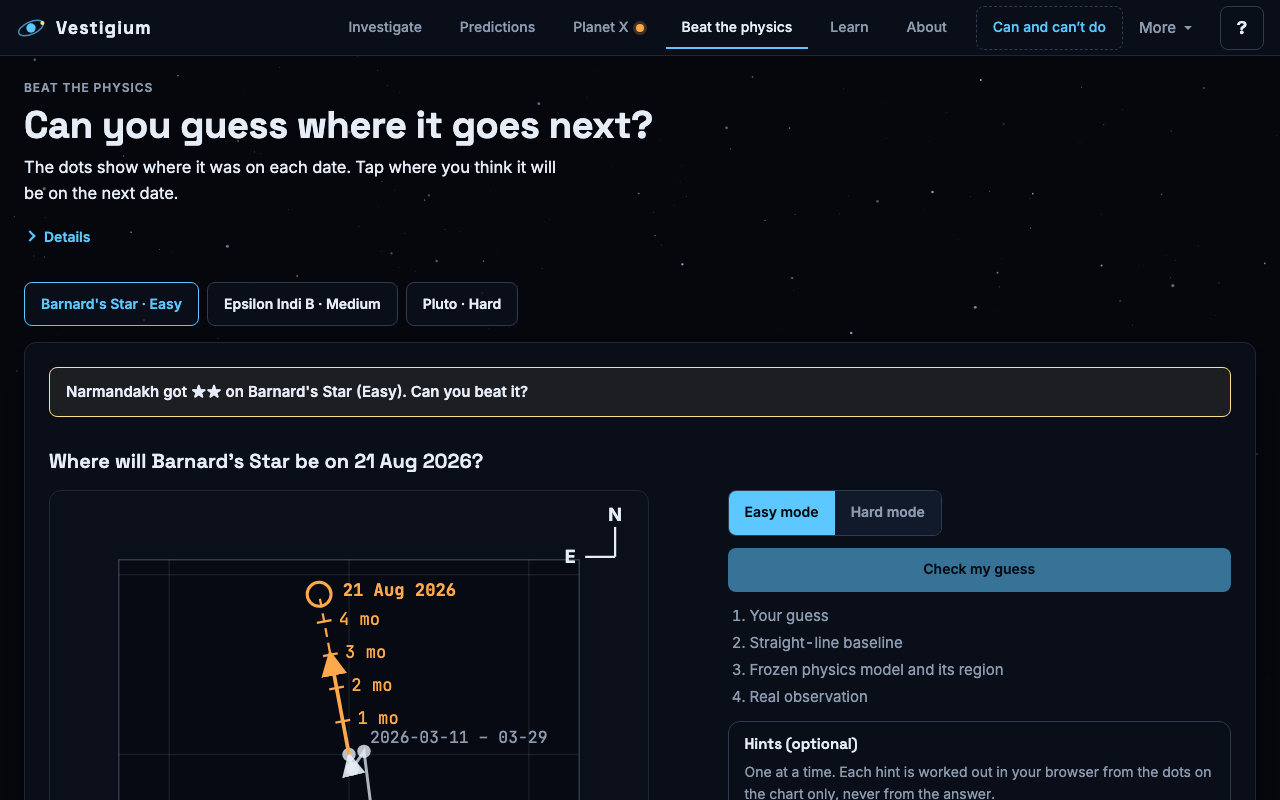 Vestigium
Investigate
Predictions
Planet X
Beat the physics
Learn
About
Can and can't do
More
?
BEAT THE PHYSICS
Can you guess where it goes next?
The dots show where it was on each date. Tap where you think it will
be on the next date.
Details
Barnard's Star · Easy
Epsilon Indi B · Medium
Pluto · Hard
Narmandakh got ★★ on Barnard's Star (Easy). Can you beat it?
Where will Barnard's Star be on 21 Aug 2026?
N
E
21 Aug 2026
4 mo
3 mo
2 mo
1 mo
2026-03-11 – 03-29
Easy mode
Hard mode
Check my guess
1. Your guess
2. Straight-line baseline
3. Frozen physics model and its region
4. Real observation
Hints (optional)
One at a time. Each hint is worked out in your browser from the dots on
the chart only, never from the answer.